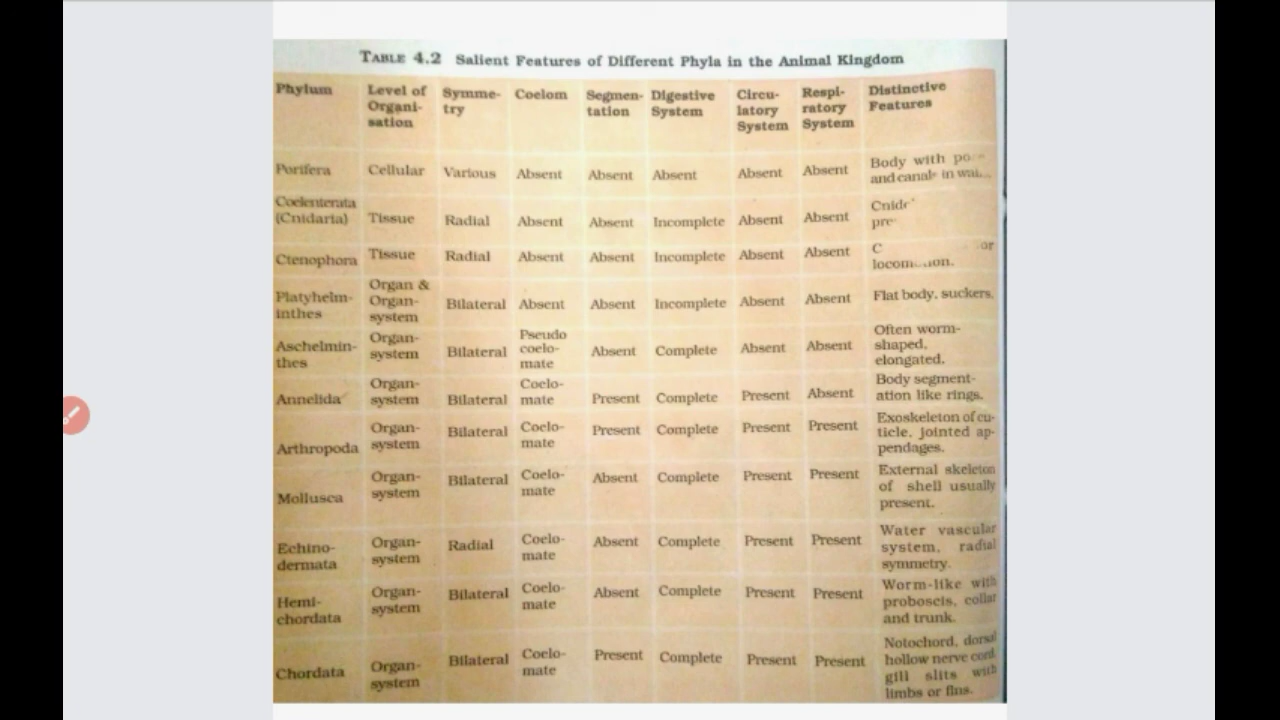 TABLE 4.2 Salient Features of Different Phyla in the Animal Kingdom
Phylum Level of Organi- sation Symme- try Coelom Segmen- tation Digestive System Circu- latory System Respi- ratory System Distinctive Features
Porifera Cellular Various Absent Absent Absent Absent Absent Body with and canals in
Coelenterata (Cnidaria) Tissue Radial Absent Absent Incomplete Absent Absent
Ctenophora Tissue Radial Absent Absent Incomplete Absent Absent
Platyhelm- inthes Organ & Organ- system Bilateral Absent Absent Incomplete Absent Absent Flat body, suckers.
Aschelmin- thes Organ- system Bilateral Pseudo coelo- mate Absent Complete Absent Absent Often worm- shaped, elongated.
Annelida Organ- system Bilateral Coelo- mate Present Complete Present Absent Body segment- ation like rings.
Arthropoda Organ- system Bilateral Coelo- mate Present Complete Present Present Exoskeleton of cu- ticle, jointed ap- pendages.
Mollusca Organ- system Bilateral Coelo- mate Absent Complete Present Present External skeleton of shell usually present.
Echino- dermata Organ- system Radial Coelo- mate Absent Complete Present Present Water vascular system, radial symmetry.
Hemi- chordata Organ- system Bilateral Coelo- mate Absent Complete Present Present Worm-like with proboscis, collar and trunk.
Chordata Organ- system Bilateral Coelo- mate Present Complete Present Present Notochord, dorsal hollow nerve cord, gill slits with limbs or fins.